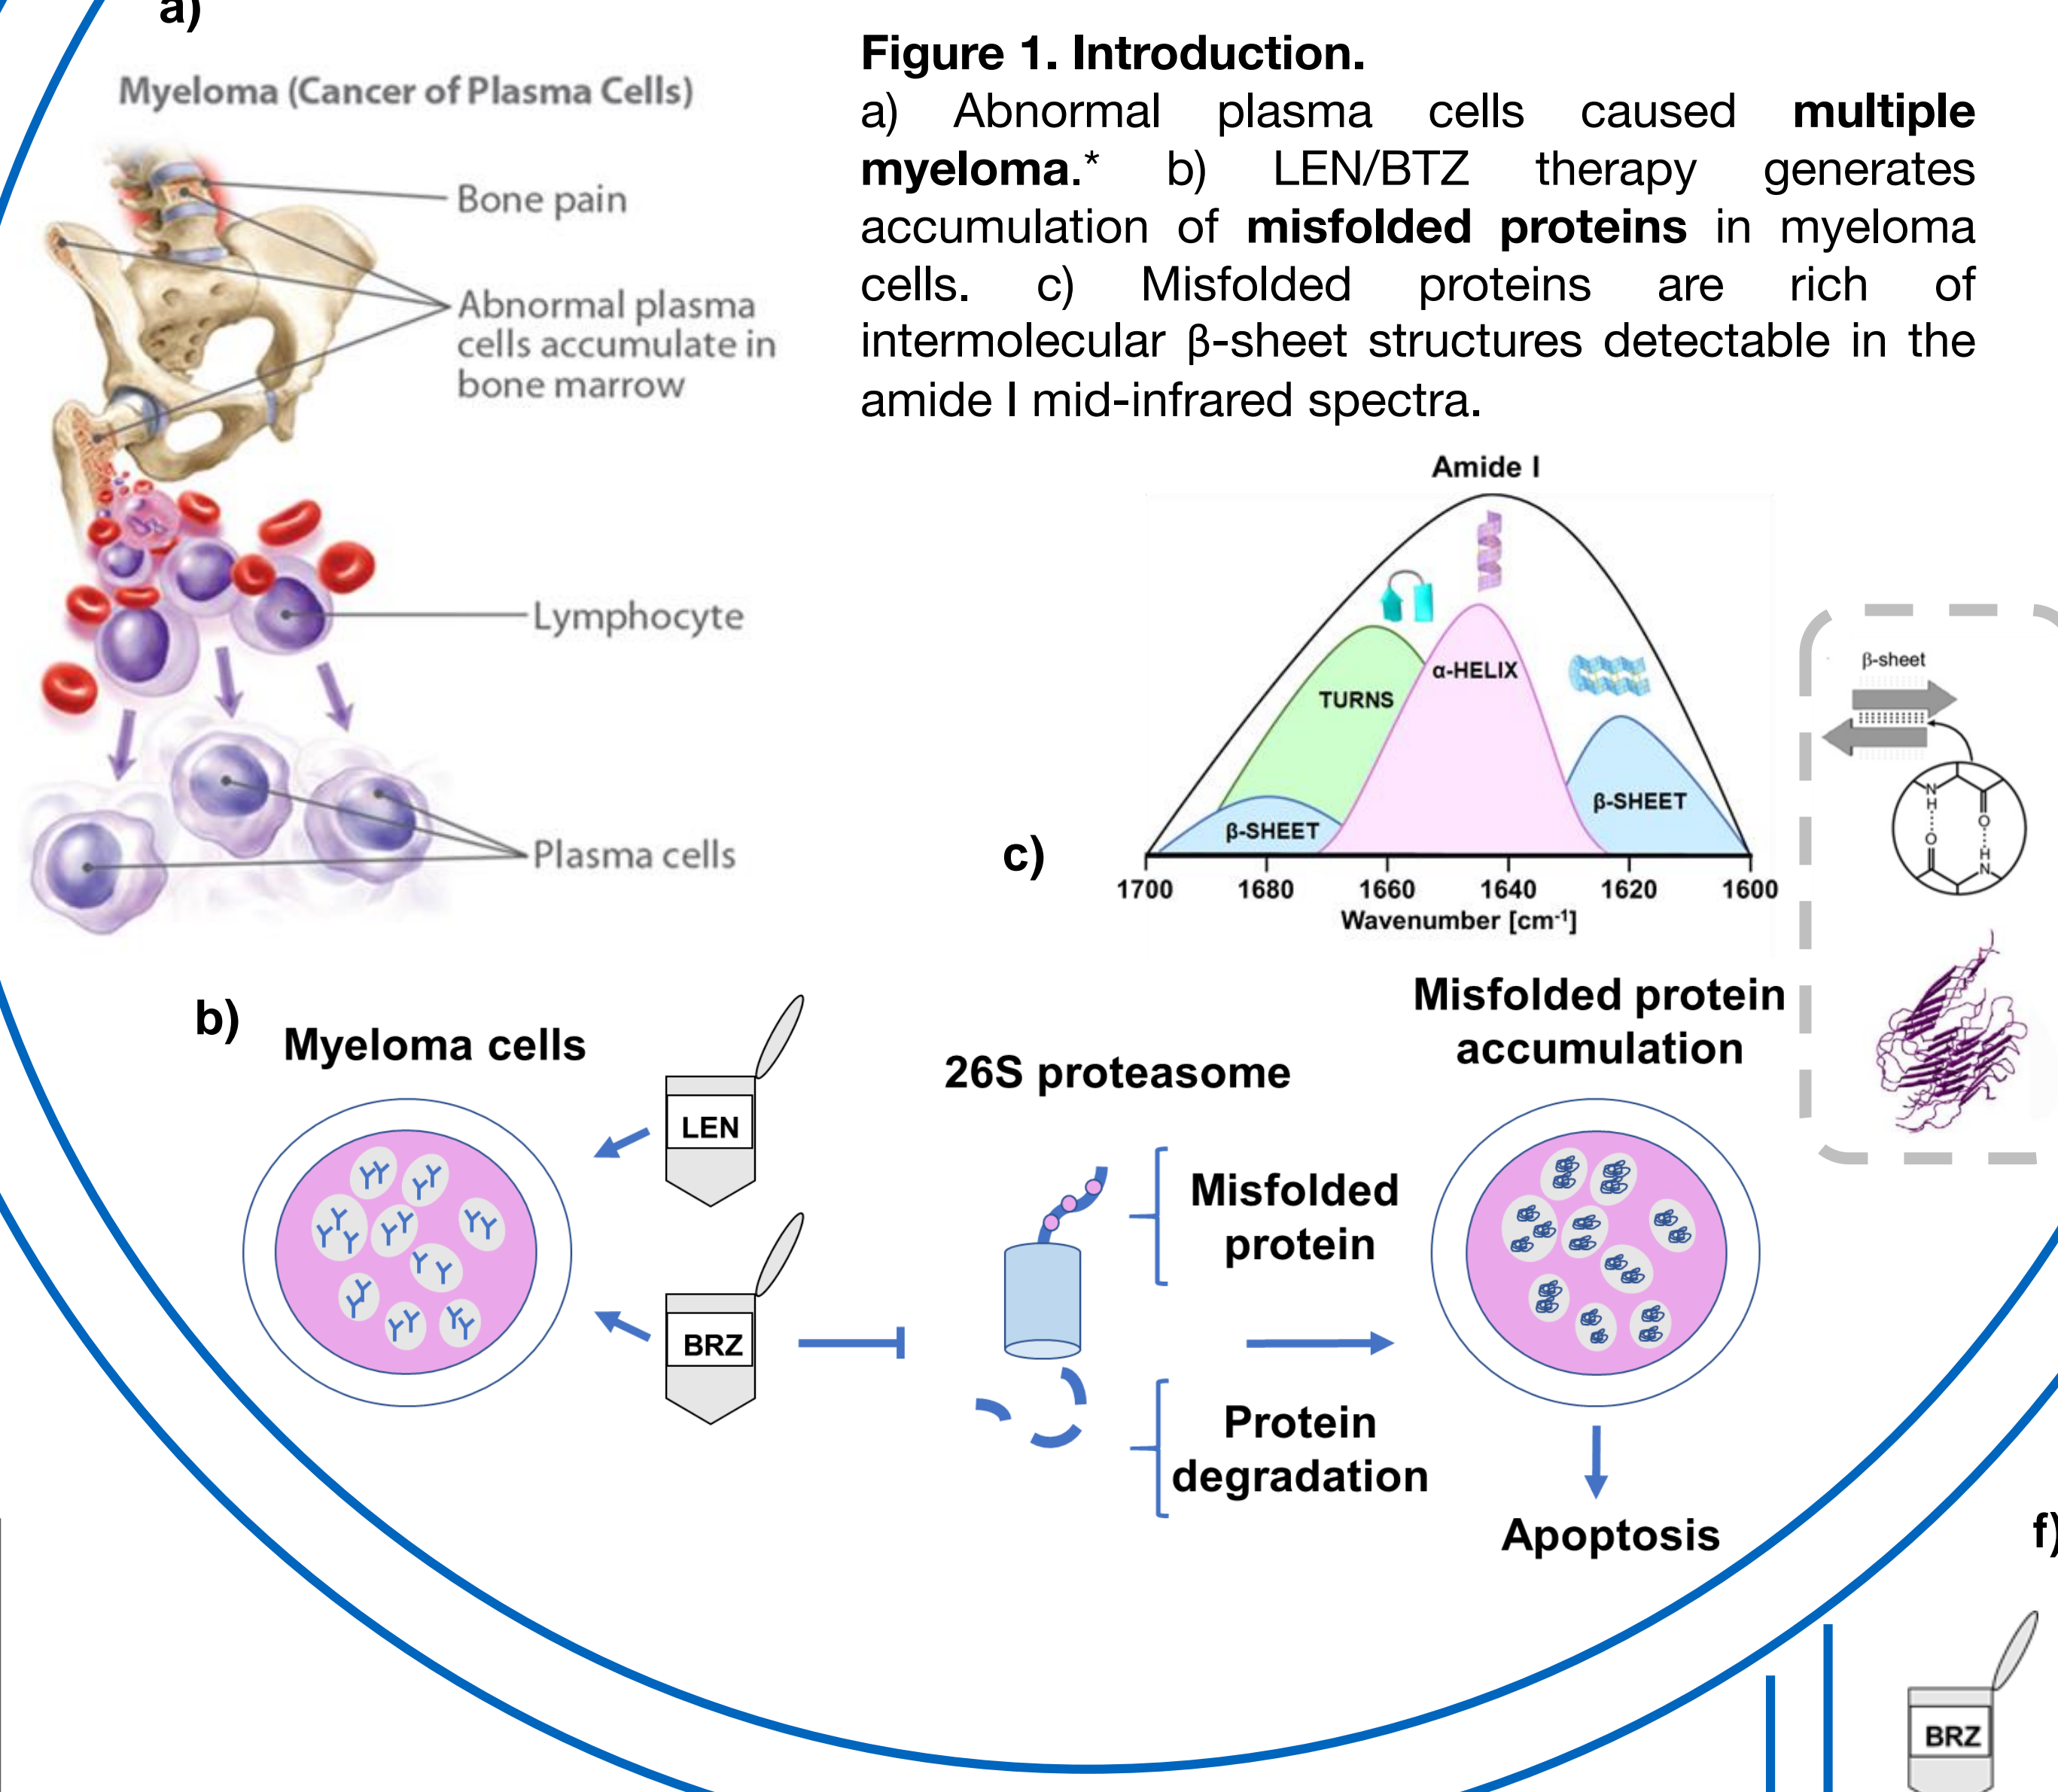 a)
Myeloma (Cancer of Plasma Cells)
Bone pain
Abnormal plasma
cells accumulate in
bone marrow
Lymphocyte
Plasma cells
Figure 1. Introduction.
a) Abnormal plasma cells caused multiple
myeloma.* b) LEN/BTZ therapy generates
accumulation of misfolded proteins in myeloma
cells. c) Misfolded proteins are rich of
intermolecular β-sheet structures detectable in the
amide I mid-infrared spectra.
c)
Amide I
TURNS
α-HELIX
β-SHEET
β-SHEET
1700 1680 1660 1640 1620 1600
Wavenumber [cm-1]
β-sheet
N
H
O
O
H
N
b)
Myeloma cells
LEN
BRZ
26S proteasome
Misfolded
protein
Protein
degradation
Misfolded protein
accumulation
Apoptosis
f)
BRZ